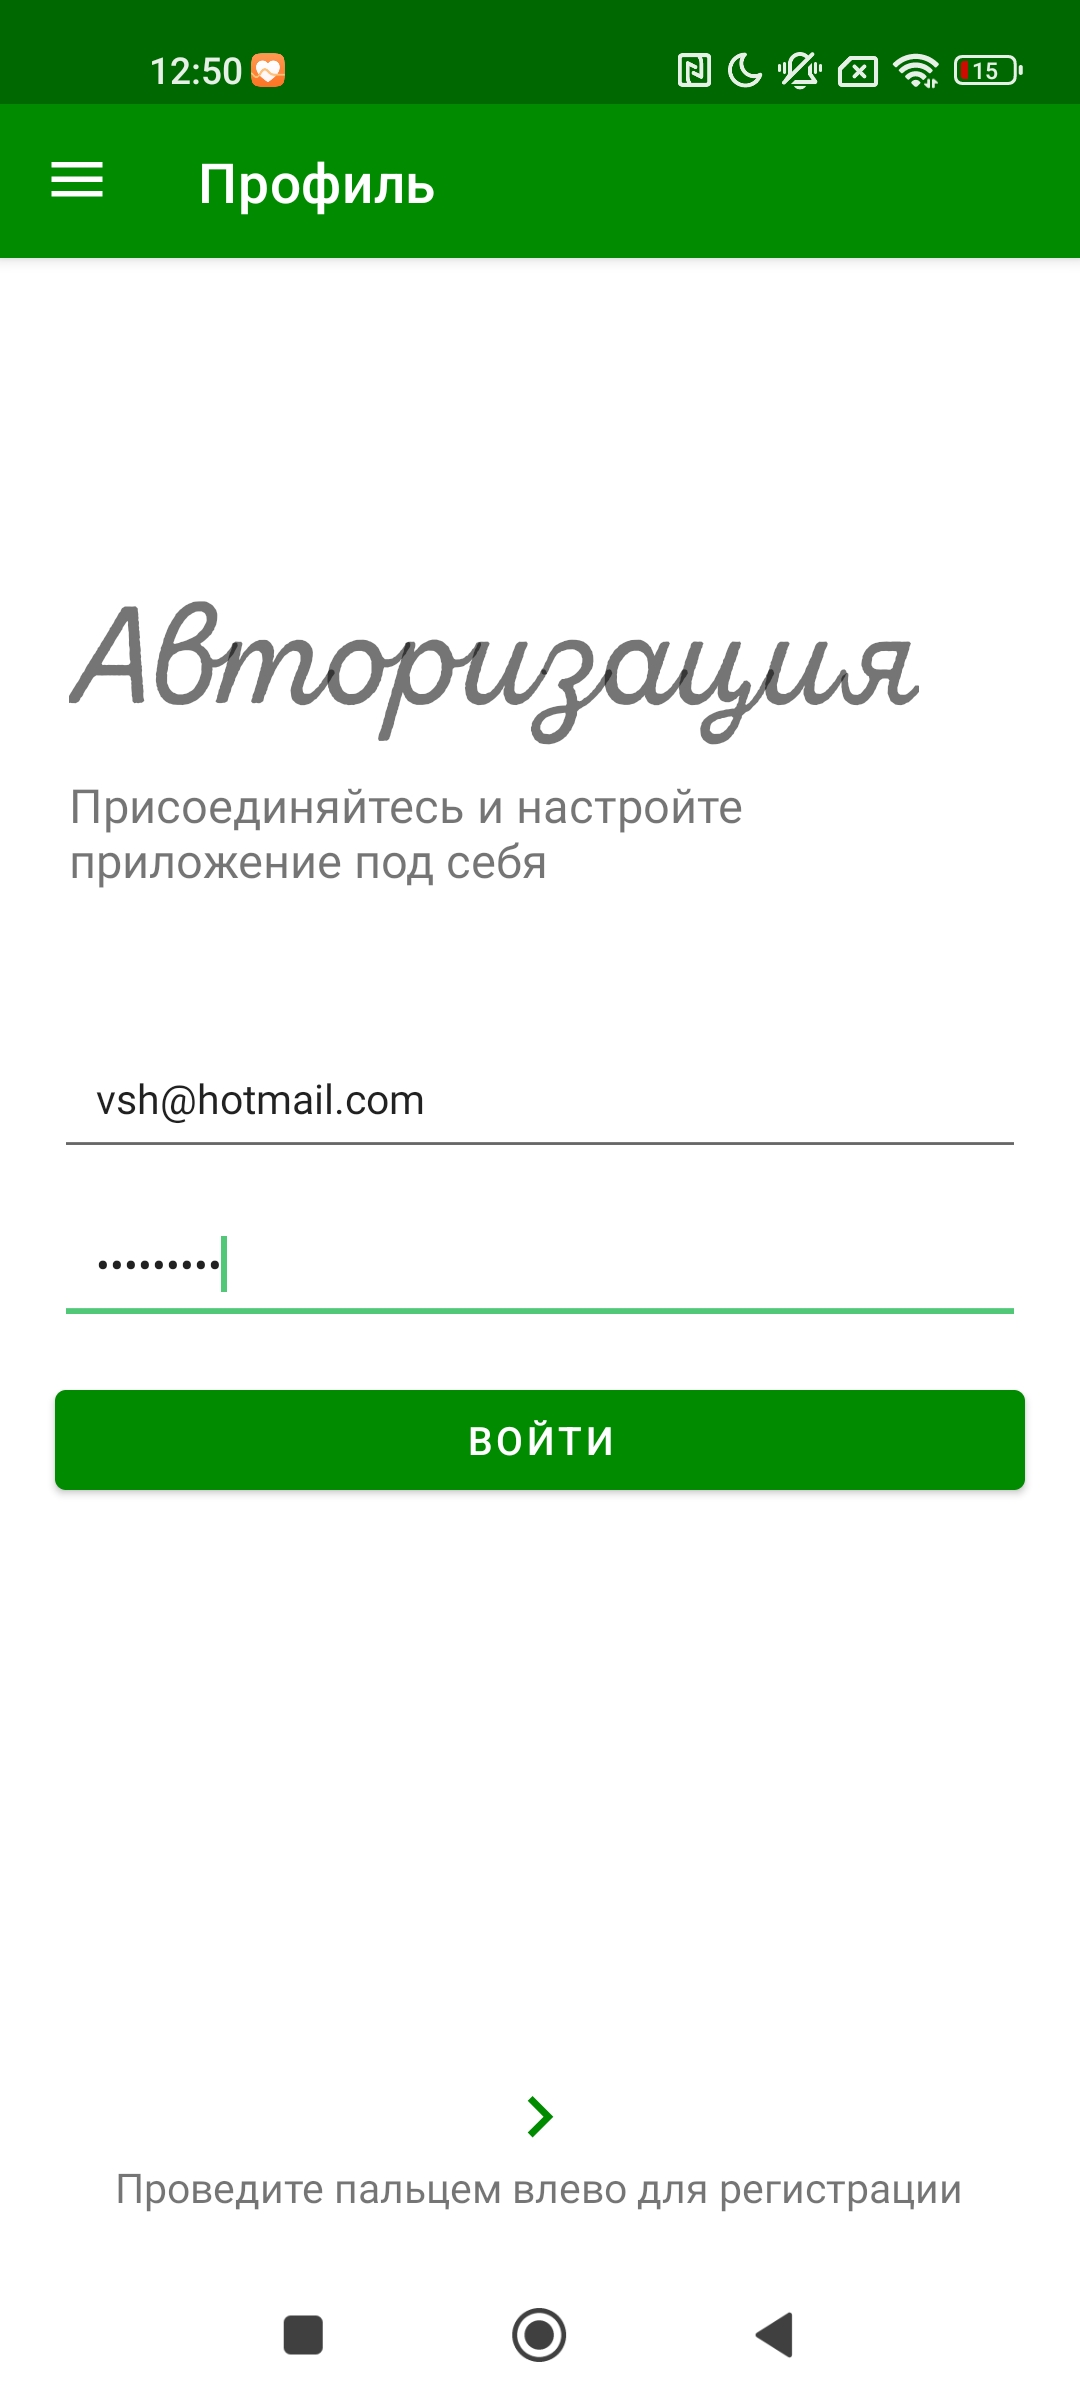 12:50
15
Профиль
Авторизация
Присоединяйтесь и настройте
приложение под себя
vsh@hotmail.com
•••••••••
ВОЙТИ
Проведите пальцем влево для регистрации